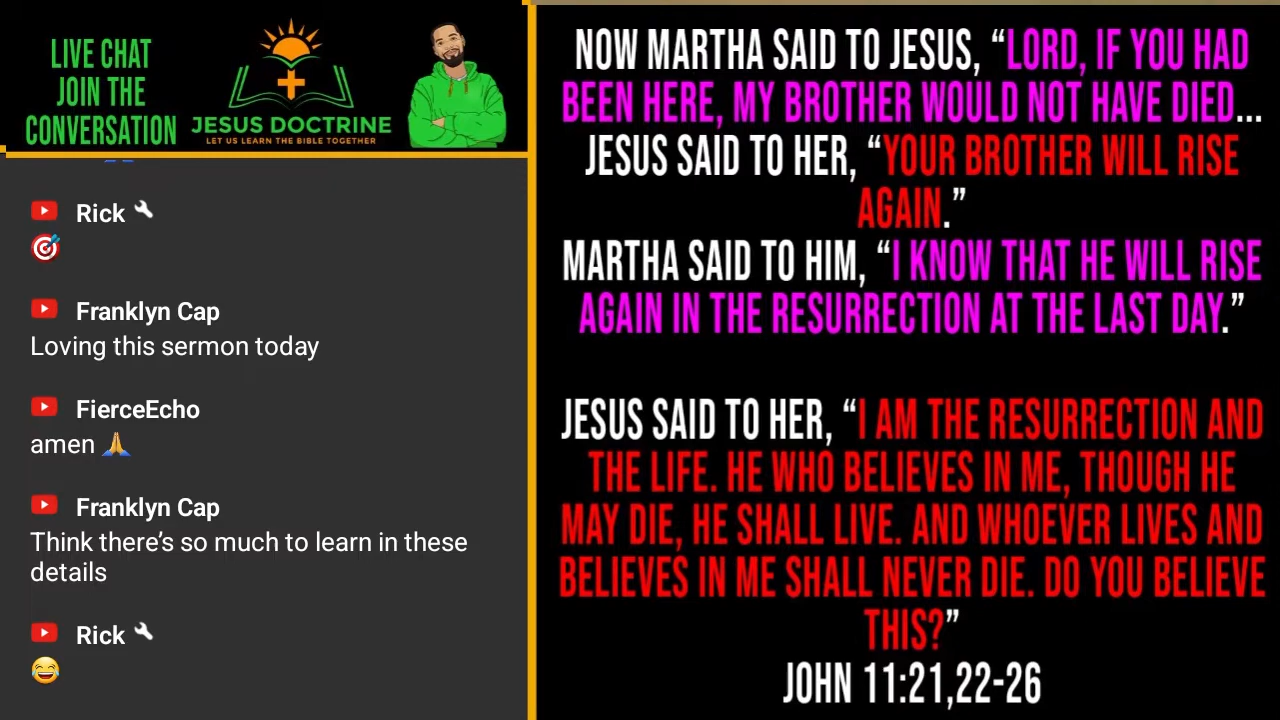 LIVE CHAT
JOIN THE
CONVERSATION
JESUS DOCTRINE
LET US LEARN THE BIBLE TOGETHER
Rick
🎯
Franklyn Cap
Loving this sermon today
FierceEcho
amen 🙏
Franklyn Cap
Think there's so much to learn in these
details
Rick
😂
NOW MARTHA SAID TO JESUS, “LORD, IF YOU HAD
BEEN HERE, MY BROTHER WOULD NOT HAVE DIED...
JESUS SAID TO HER, “YOUR BROTHER WILL RISE
AGAIN.”
MARTHA SAID TO HIM, “I KNOW THAT HE WILL RISE
AGAIN IN THE RESURRECTION AT THE LAST DAY.”
JESUS SAID TO HER, “I AM THE RESURRECTION AND
THE LIFE. HE WHO BELIEVES IN ME, THOUGH HE
MAY DIE, HE SHALL LIVE. AND WHOEVER LIVES AND
BELIEVES IN ME SHALL NEVER DIE. DO YOU BELIEVE
THIS?”
JOHN 11:21,22-26